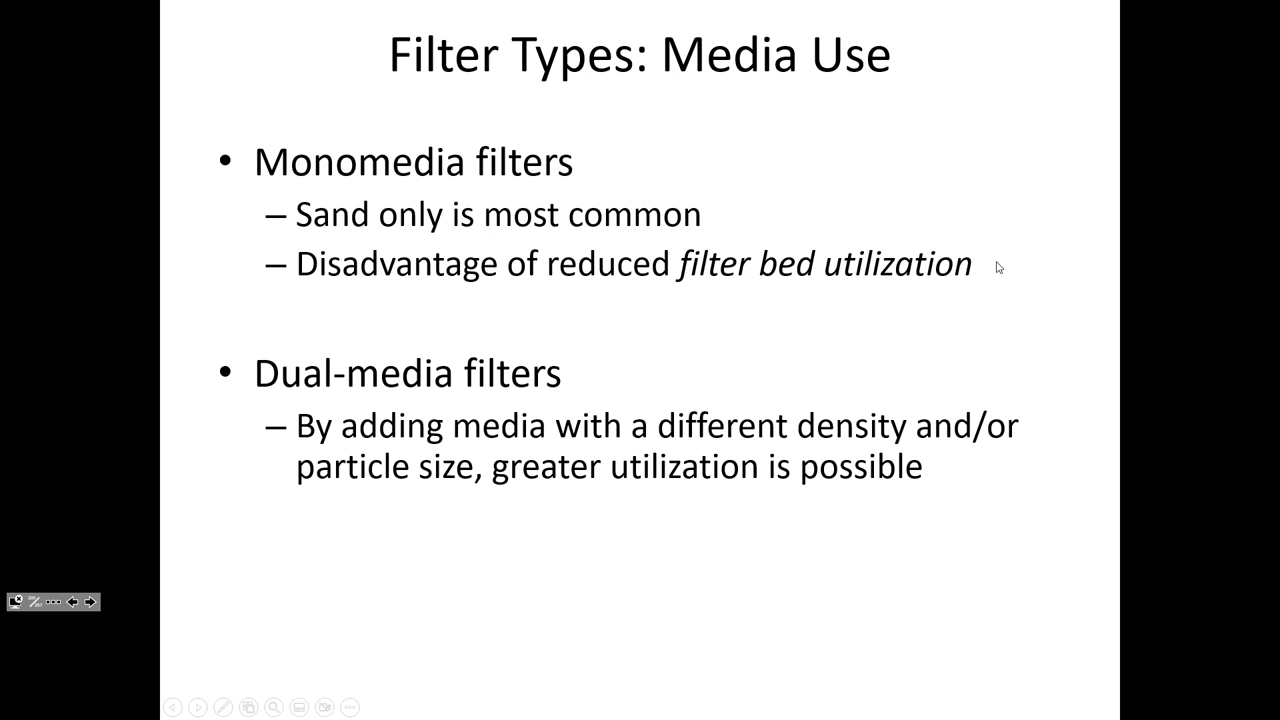 Filter Types: Media Use
• Monomedia filters
– Sand only is most common
– Disadvantage of reduced filter bed utilization
• Dual-media filters
– By adding media with a different density and/or
particle size, greater utilization is possible